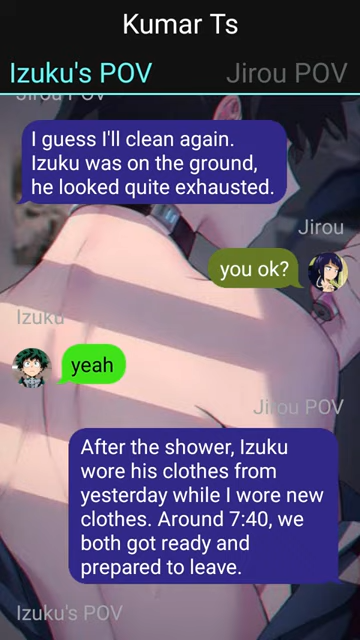 Kumar Ts
Izuku's POV
Jirou POV
Jirou POV
I guess I'll clean again.
Izuku was on the ground,
he looked quite exhausted.
Jirou
you ok?
Izuku
yeah
Jirou POV
After the shower, Izuku
wore his clothes from
yesterday while I wore new
clothes. Around 7:40, we
both got ready and
prepared to leave.
Izuku's POV